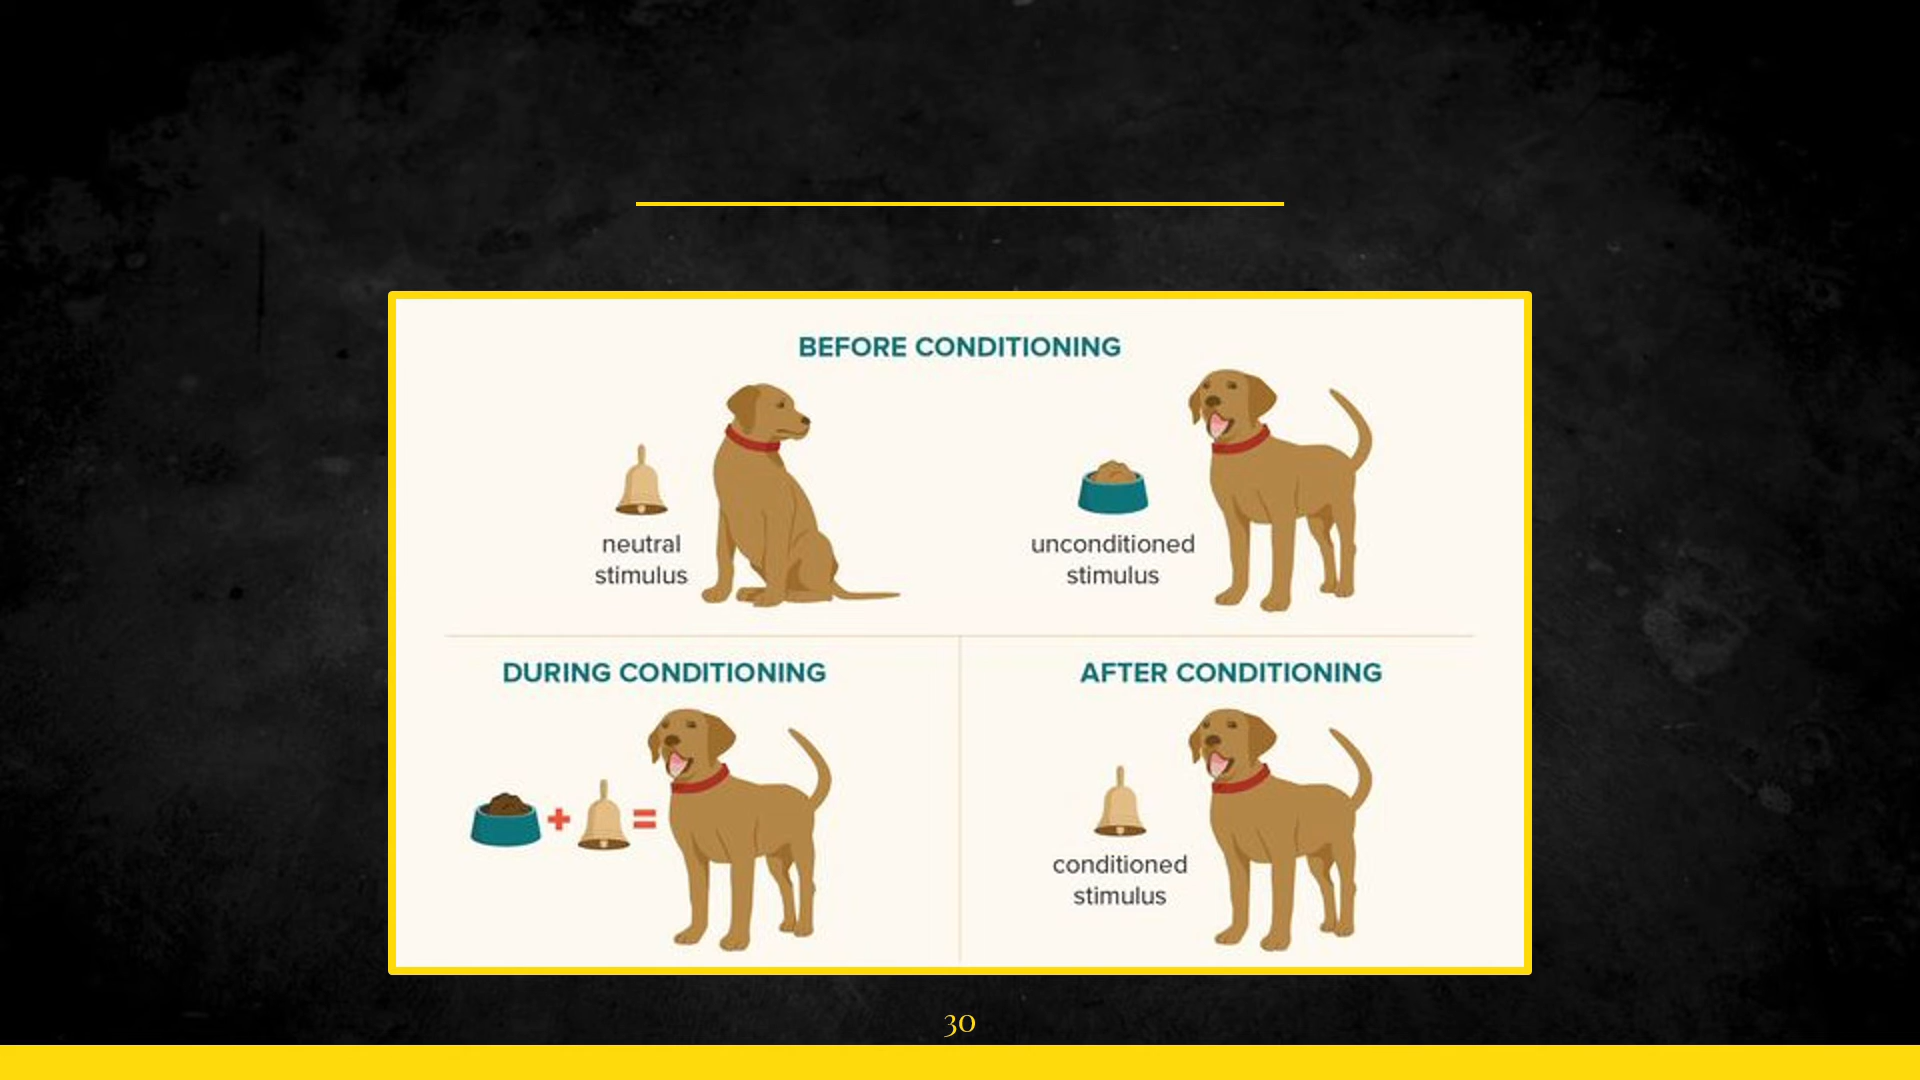 BEFORE CONDITIONING
neutral
stimulus
unconditioned
stimulus
DURING CONDITIONING
+
=
AFTER CONDITIONING
conditioned
stimulus
30